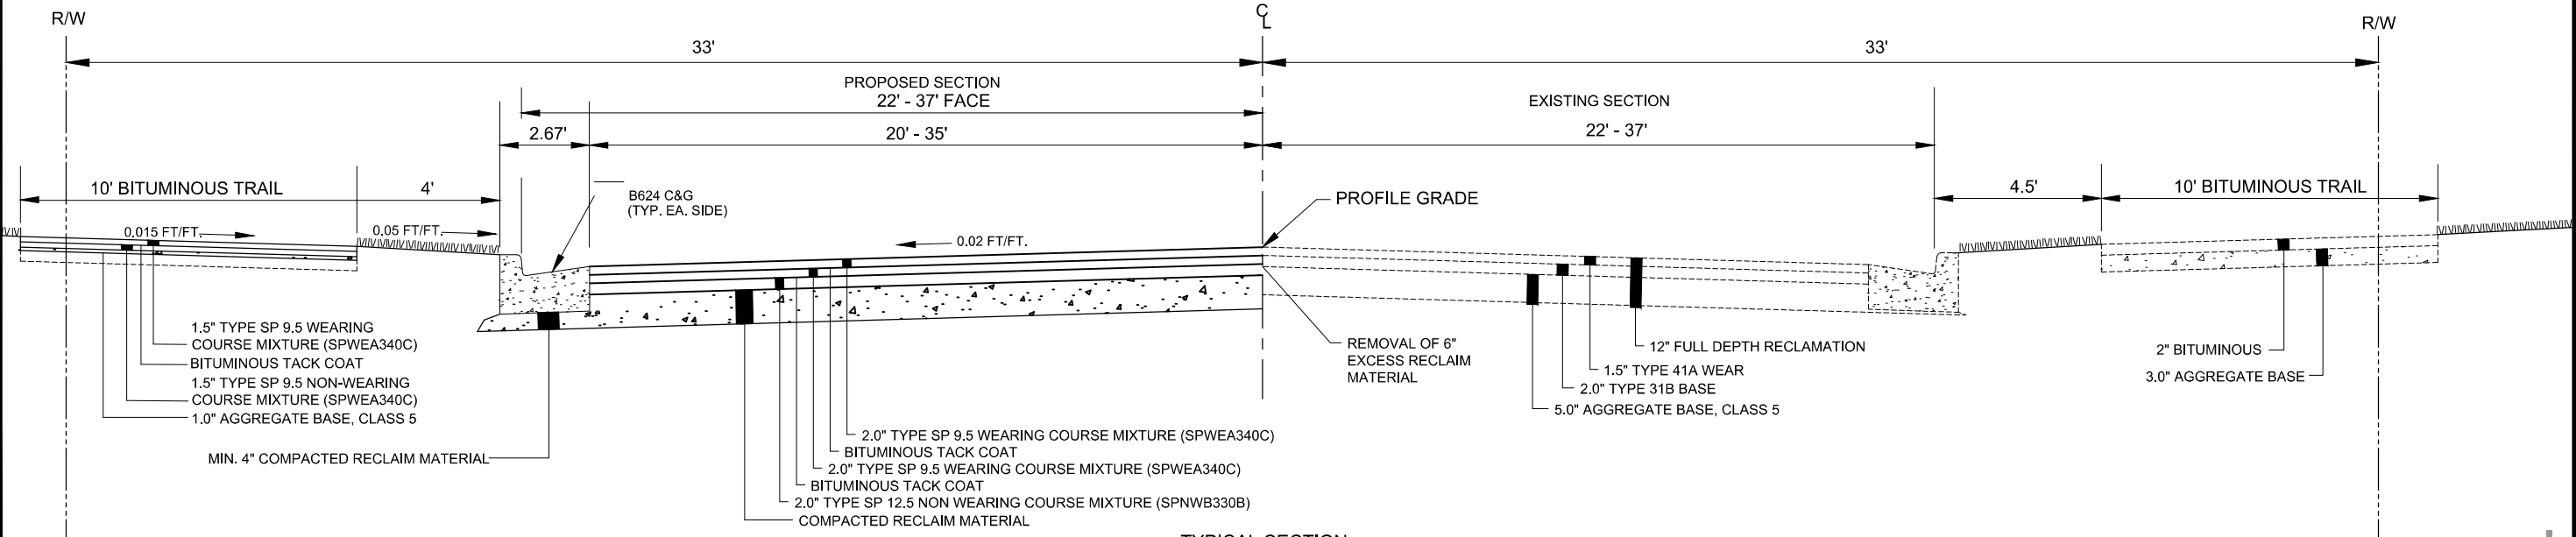 R/W
C
L
R/W
33'
33'
PROPOSED SECTION
22' - 37' FACE
EXISTING SECTION
2.67'
20' - 35'
22' - 37'
10' BITUMINOUS TRAIL
4'
B624 C&G
(TYP. EA. SIDE)
PROFILE GRADE
4.5'
10' BITUMINOUS TRAIL
0.015 FT/FT.
0.05 FT/FT.
0.02 FT/FT.
1.5" TYPE SP 9.5 WEARING
COURSE MIXTURE (SPWEA340C)
BITUMINOUS TACK COAT
1.5" TYPE SP 9.5 NON-WEARING
COURSE MIXTURE (SPWEA340C)
1.0" AGGREGATE BASE, CLASS 5
MIN. 4" COMPACTED RECLAIM MATERIAL
2.0" TYPE SP 9.5 WEARING COURSE MIXTURE (SPWEA340C)
BITUMINOUS TACK COAT
2.0" TYPE SP 9.5 WEARING COURSE MIXTURE (SPWEA340C)
BITUMINOUS TACK COAT
2.0" TYPE SP 12.5 NON WEARING COURSE MIXTURE (SPNWB330B)
COMPACTED RECLAIM MATERIAL
REMOVAL OF 6"
EXCESS RECLAIM
MATERIAL
12" FULL DEPTH RECLAMATION
1.5" TYPE 41A WEAR
2.0" TYPE 31B BASE
5.0" AGGREGATE BASE, CLASS 5
2" BITUMINOUS
3.0" AGGREGATE BASE
TYPICAL SECTION